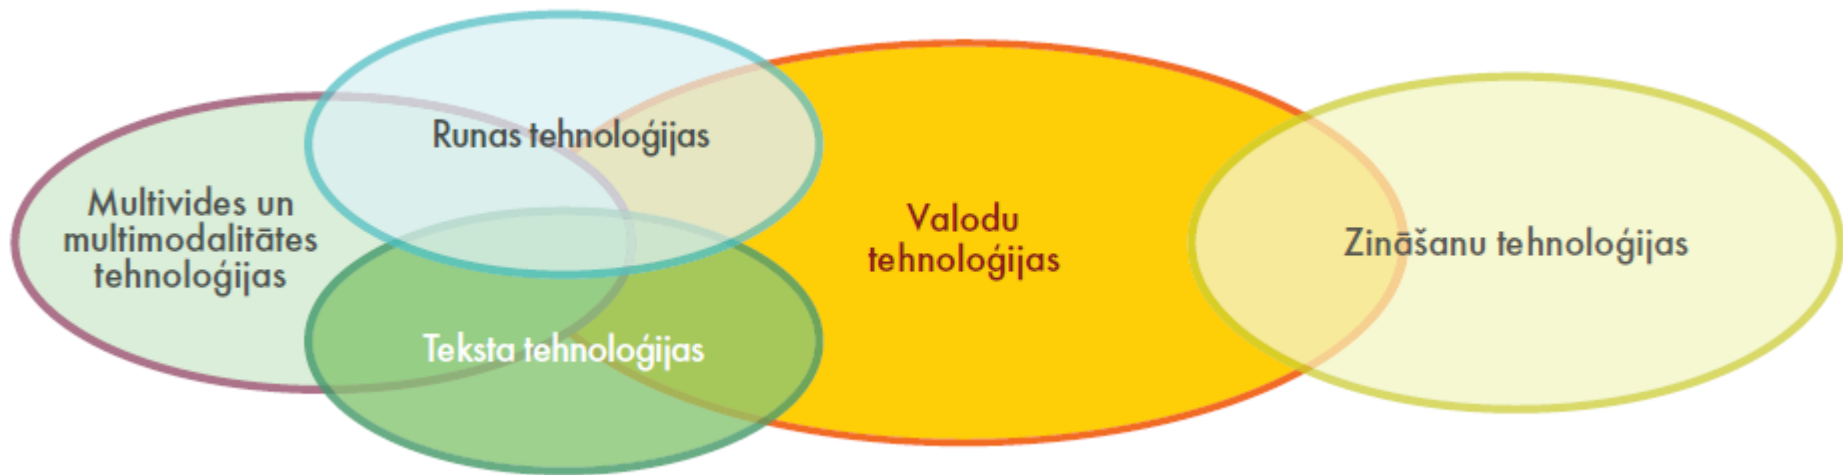 Runas tehnoloģijas
Multivides un
multimodalitātes
tehnoloģijas
Teksta tehnoloģijas
Valodu
tehnoloģijas
Zināšanu tehnoloģijas